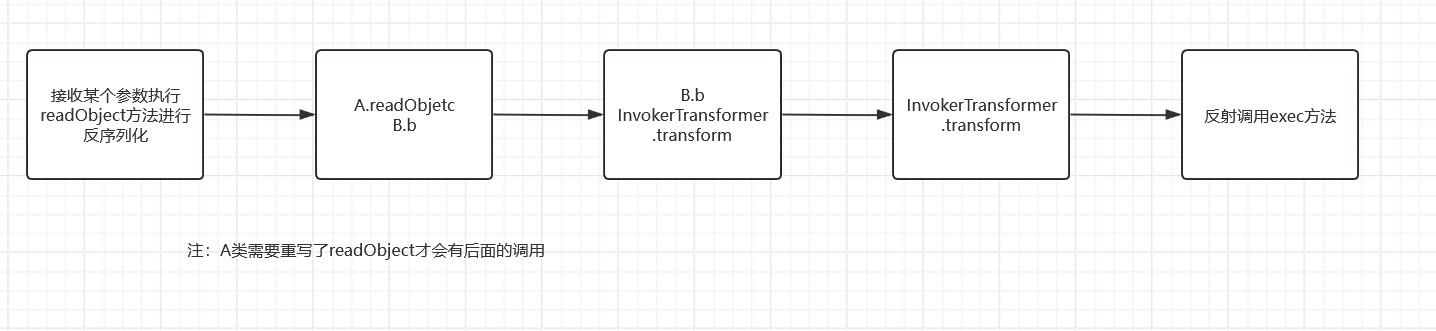 接收某个参数执行
readObject方法进行
反序列化
A.readObjetc
B.b
B.b
InvokerTransformer
.transform
InvokerTransformer
.transform
反射调用exec方法
注：A类需要重写了readObject才会有后面的调用